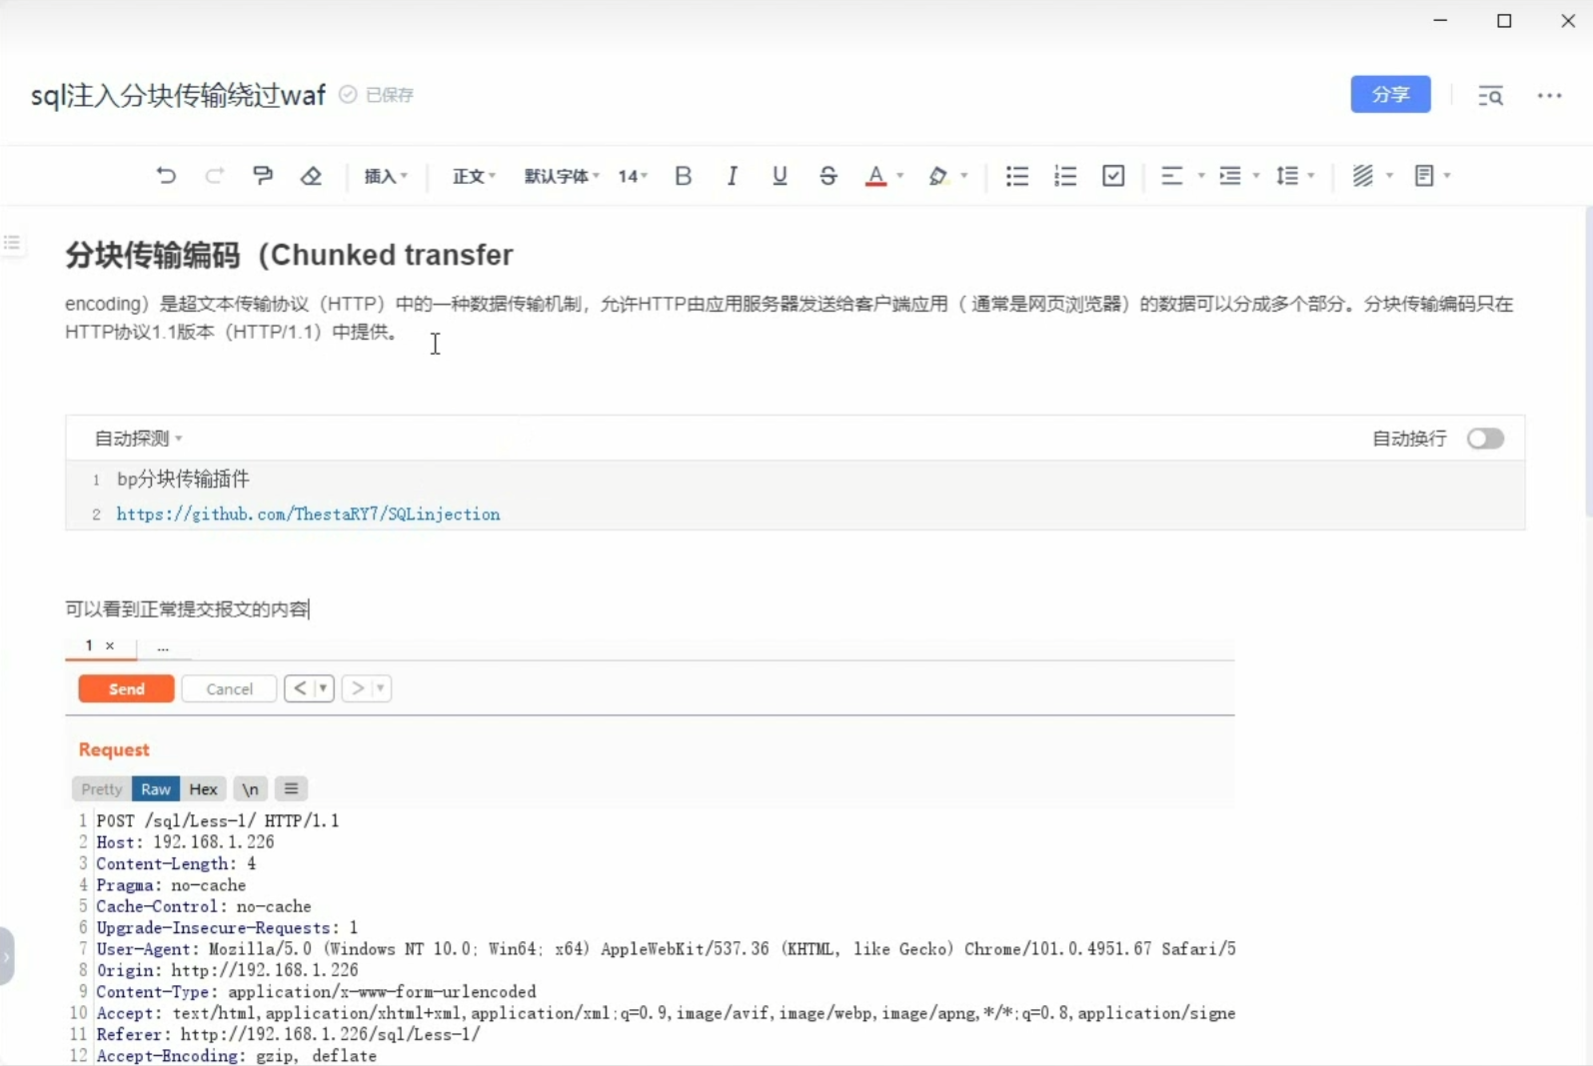 sql注入分块传输绕过waf 已保存 分享
插入 正文 默认字体 14 B I U S A
分块传输编码（Chunked transfer
encoding）是超文本传输协议（HTTP）中的一种数据传输机制，允许HTTP由应用服务器发送给客户端应用（ 通常是网页浏览器）的数据可以分成多个部分。分块传输编码只在
HTTP协议1.1版本（HTTP/1.1）中提供。
自动探测 自动换行
1 bp分块传输插件
2 https://github.com/ThestaRY7/SQLinjection
可以看到正常提交报文的内容
1 × ...
Send Cancel < >
Request
Pretty Raw Hex \n
1 POST /sql/Less-1/ HTTP/1.1
2 Host: 192.168.1.226
3 Content-Length: 4
4 Pragma: no-cache
5 Cache-Control: no-cache
6 Upgrade-Insecure-Requests: 1
7 User-Agent: Mozilla/5.0 (Windows NT 10.0; Win64; x64) AppleWebKit/537.36 (KHTML, like Gecko) Chrome/101.0.4951.67 Safari/5
8 Origin: http://192.168.1.226
9 Content-Type: application/x-www-form-urlencoded
10 Accept: text/html,application/xhtml+xml,application/xml;q=0.9,image/avif,image/webp,image/apng,*/*;q=0.8,application/signe
11 Referer: http://192.168.1.226/sql/Less-1/
12 Accept-Encoding: gzip, deflate